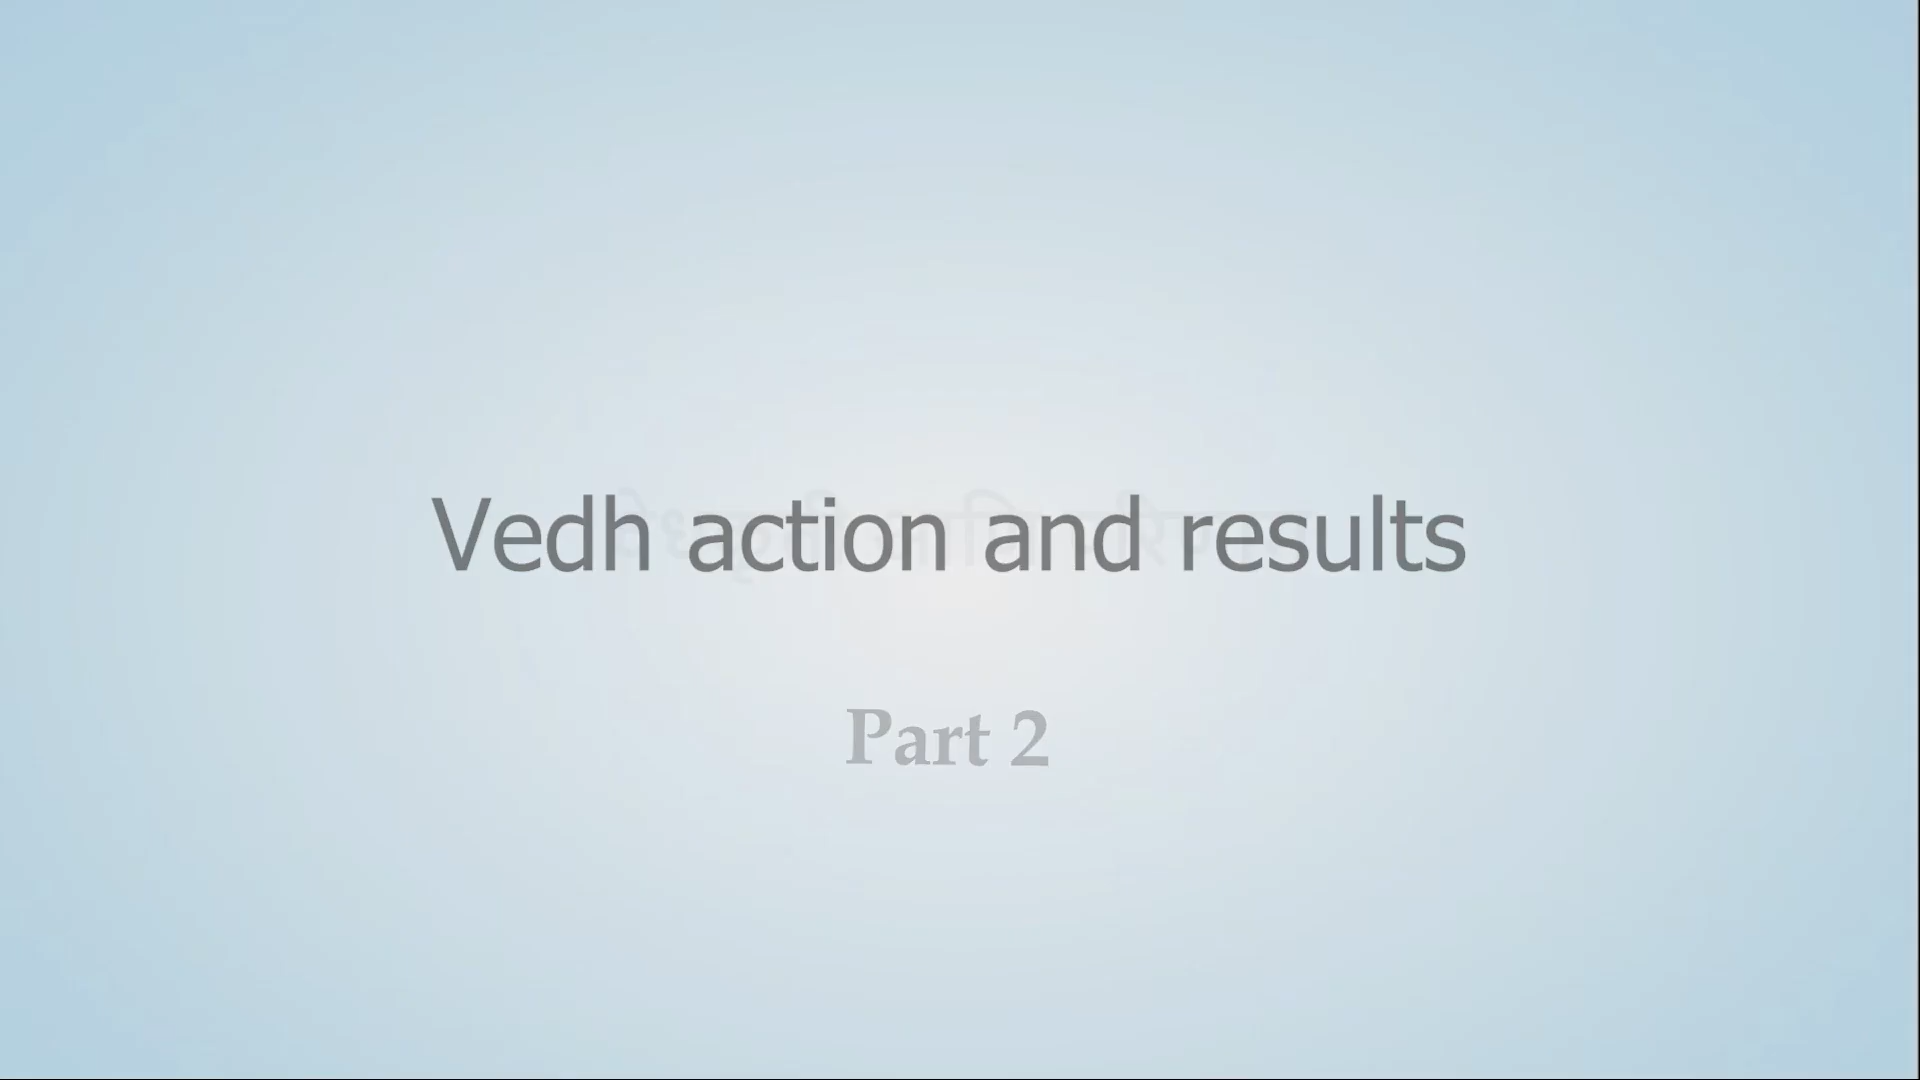 Vedh action and results
Part 2